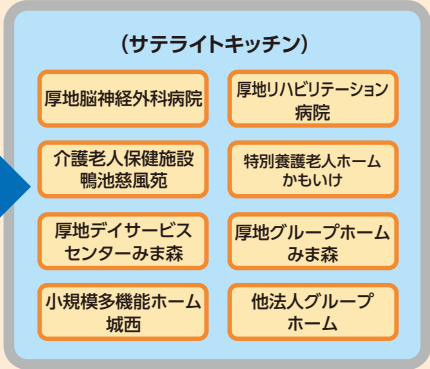 (サテライトキッチン)
厚地脳神経外科病院
厚地リハビリテーション
病院
介護老人保健施設
鴨池慈風苑
特別養護老人ホーム
かもいけ
厚地デイサービス
センターみま森
厚地グループホーム
みま森
小規模多機能ホーム
城西
他法人グループ
ホーム